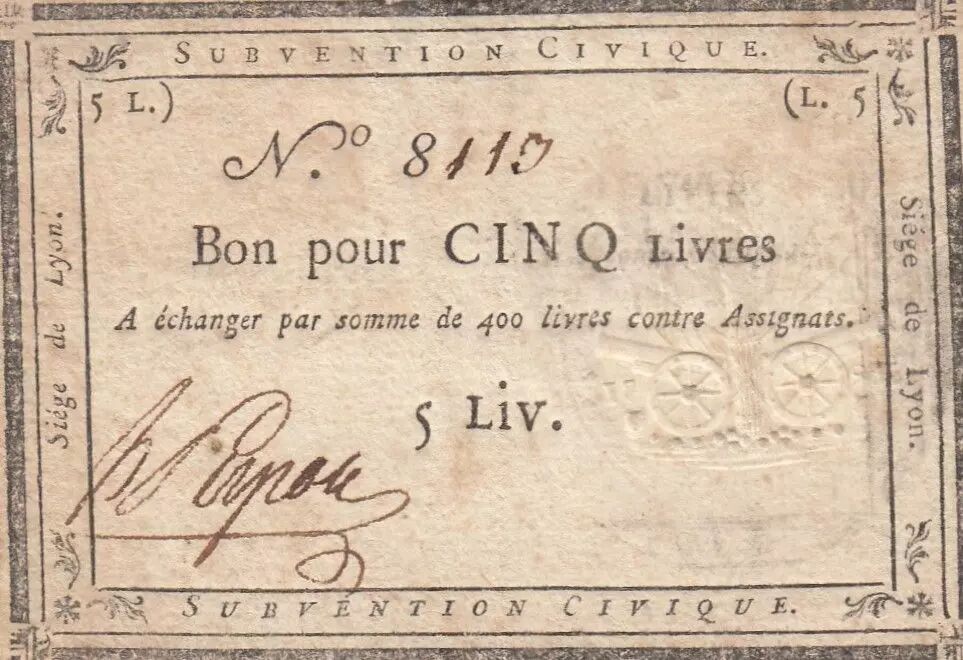 SUBVENTION CIVIQUE.
5 L.) (L. 5
N.º 8119
Bon pour CINQ LIVRES
A échanger par somme de 400 livres contre Assignats.
5 LIV.
SUBVENTION CIVIQUE.
Siége de Lyon.
Siége de Lyon.